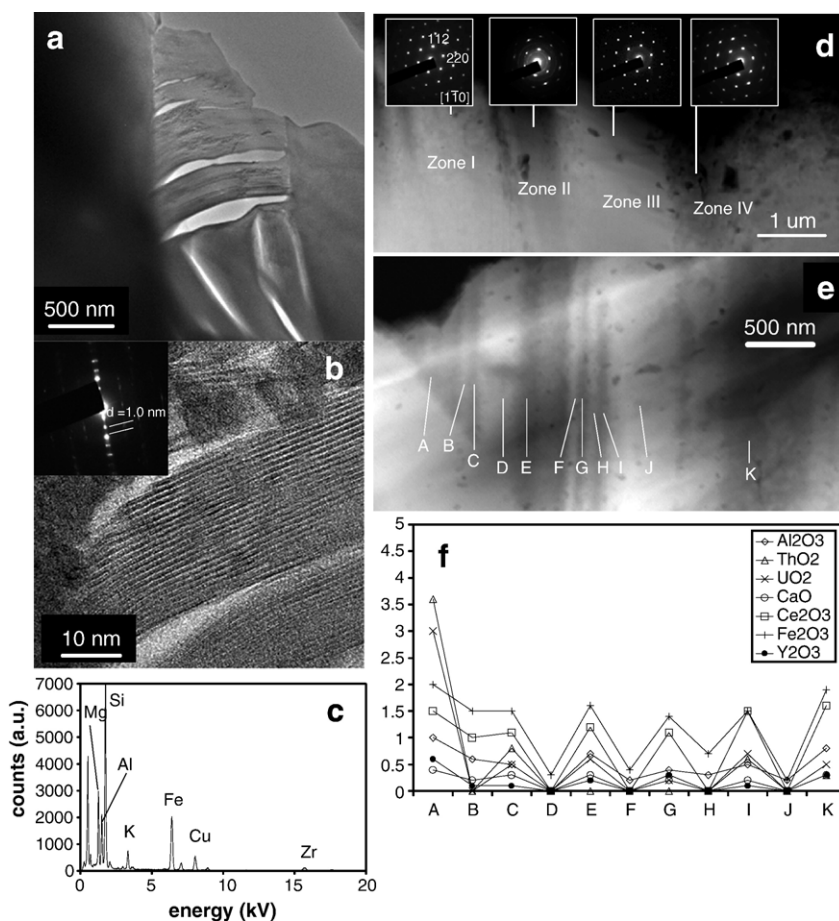 a
500 nm
b
d =1.0 nm
10 nm
c
counts (a.u.)
7000
6000
5000
4000
3000
2000
1000
0
Mg
Si
Al
K
Fe
Cu
Zr
0
5
10
15
20
energy (kV)
d
112
220
[11̄0]
Zone I
Zone II
Zone III
Zone IV
1 um
e
500 nm
A
B
C
D
E
F
G
H
I
J
K
f
5
4.5
4
3.5
3
2.5
2
1.5
1
0.5
0
Al2O3
ThO2
UO2
CaO
Ce2O3
Fe2O3
Y2O3
A B C D E F G H I J K